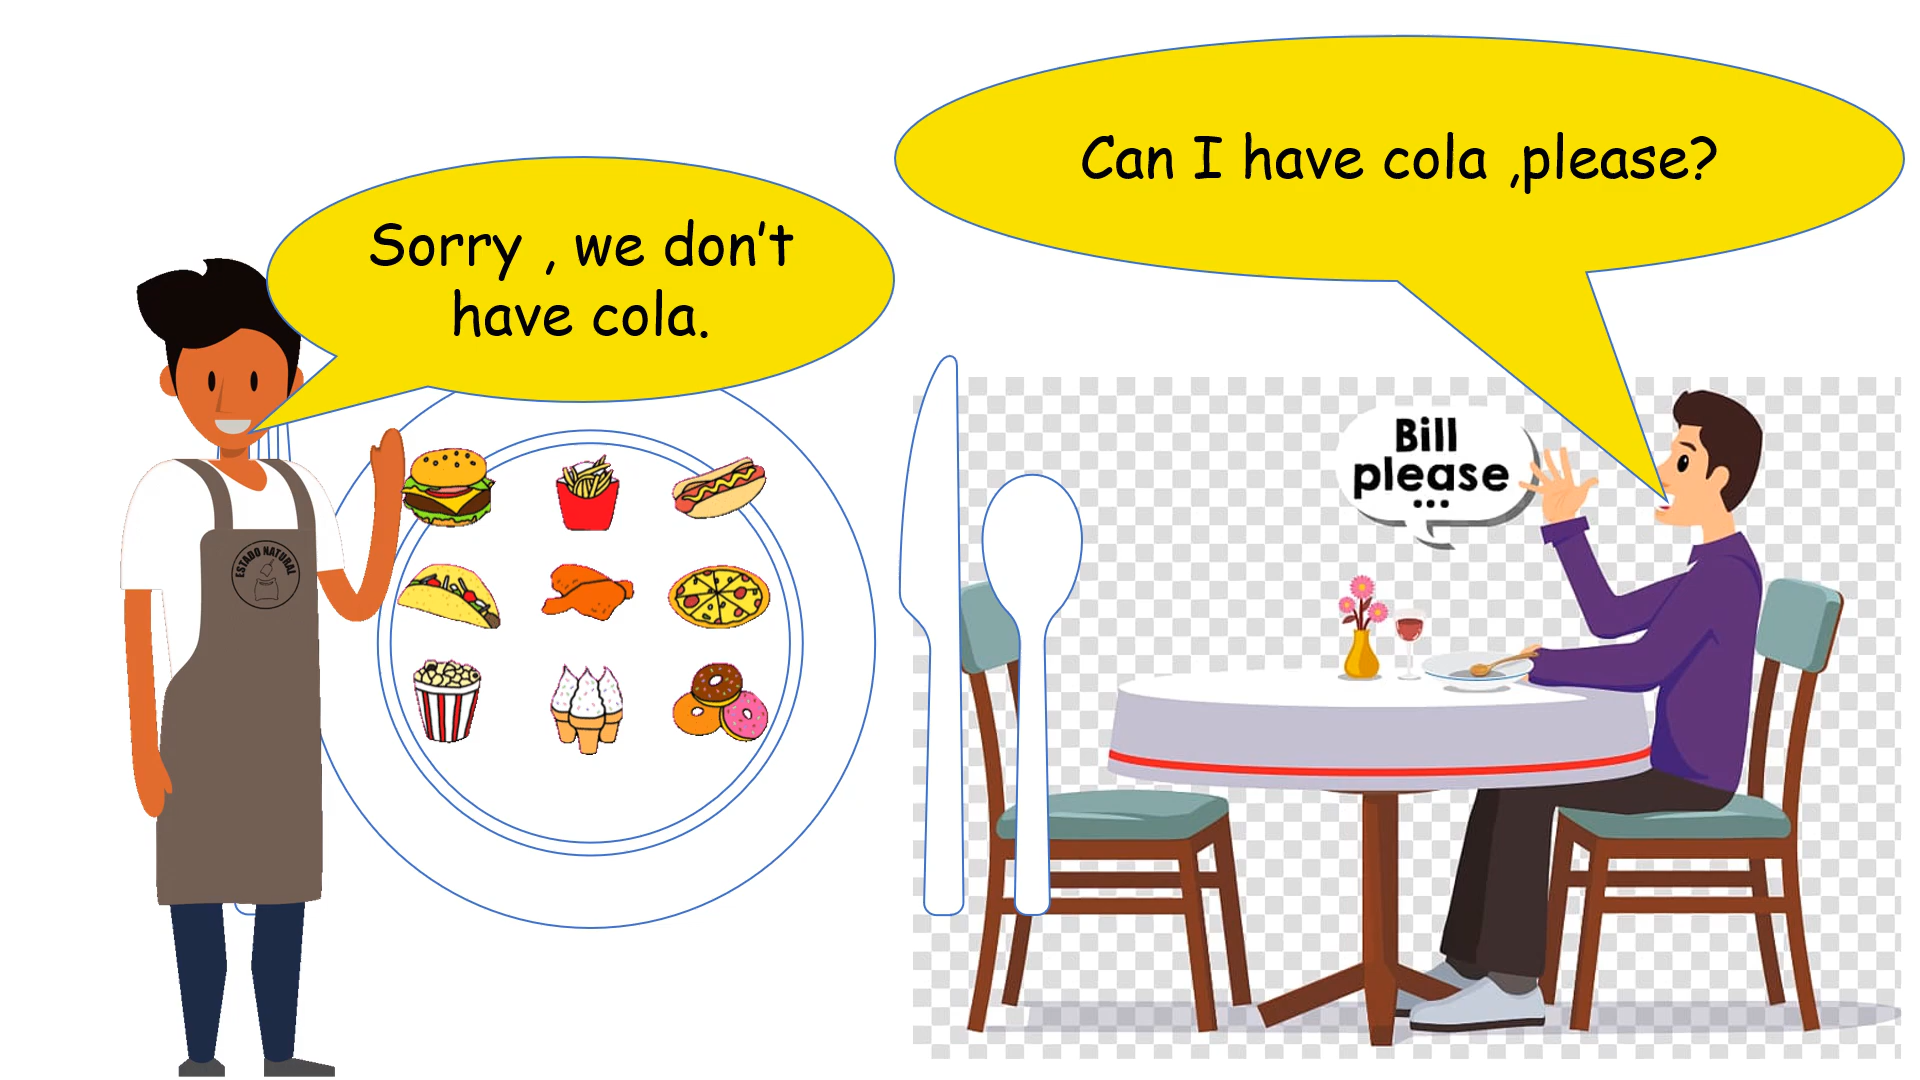 Can I have cola ,please?
Sorry , we don't
have cola.
Bill
please
...
ESTADO NATURAL